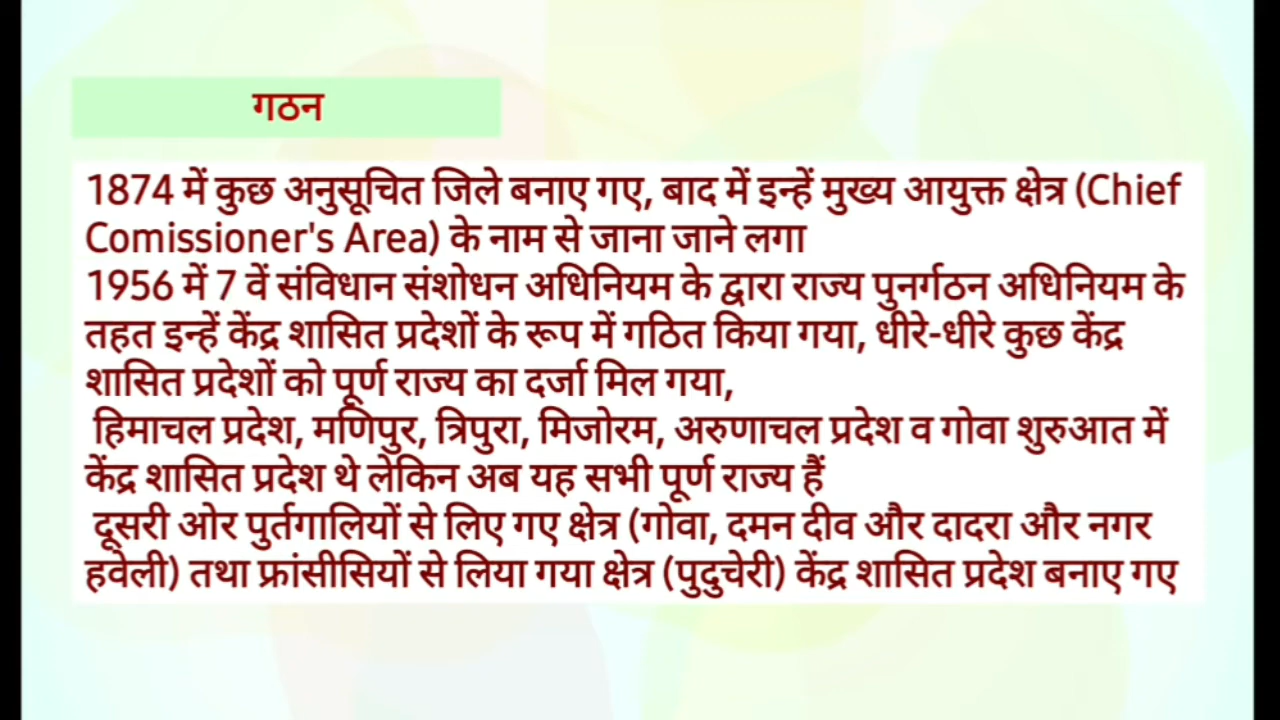 गठन
1874 में कुछ अनुसूचित जिले बनाए गए, बाद में इन्हें मुख्य आयुक्त क्षेत्र (Chief
Comissioner's Area) के नाम से जाना जाने लगा
1956 में 7 वें संविधान संशोधन अधिनियम के द्वारा राज्य पुनर्गठन अधिनियम के
तहत इन्हें केंद्र शासित प्रदेशों के रूप में गठित किया गया, धीरे-धीरे कुछ केंद्र
शासित प्रदेशों को पूर्ण राज्य का दर्जा मिल गया,
हिमाचल प्रदेश, मणिपुर, त्रिपुरा, मिजोरम, अरुणाचल प्रदेश व गोवा शुरुआत में
केंद्र शासित प्रदेश थे लेकिन अब यह सभी पूर्ण राज्य हैं
दूसरी ओर पुर्तगालियों से लिए गए क्षेत्र (गोवा, दमन दीव और दादरा और नगर
हवेली) तथा फ्रांसीसियों से लिया गया क्षेत्र (पुदुचेरी) केंद्र शासित प्रदेश बनाए गए